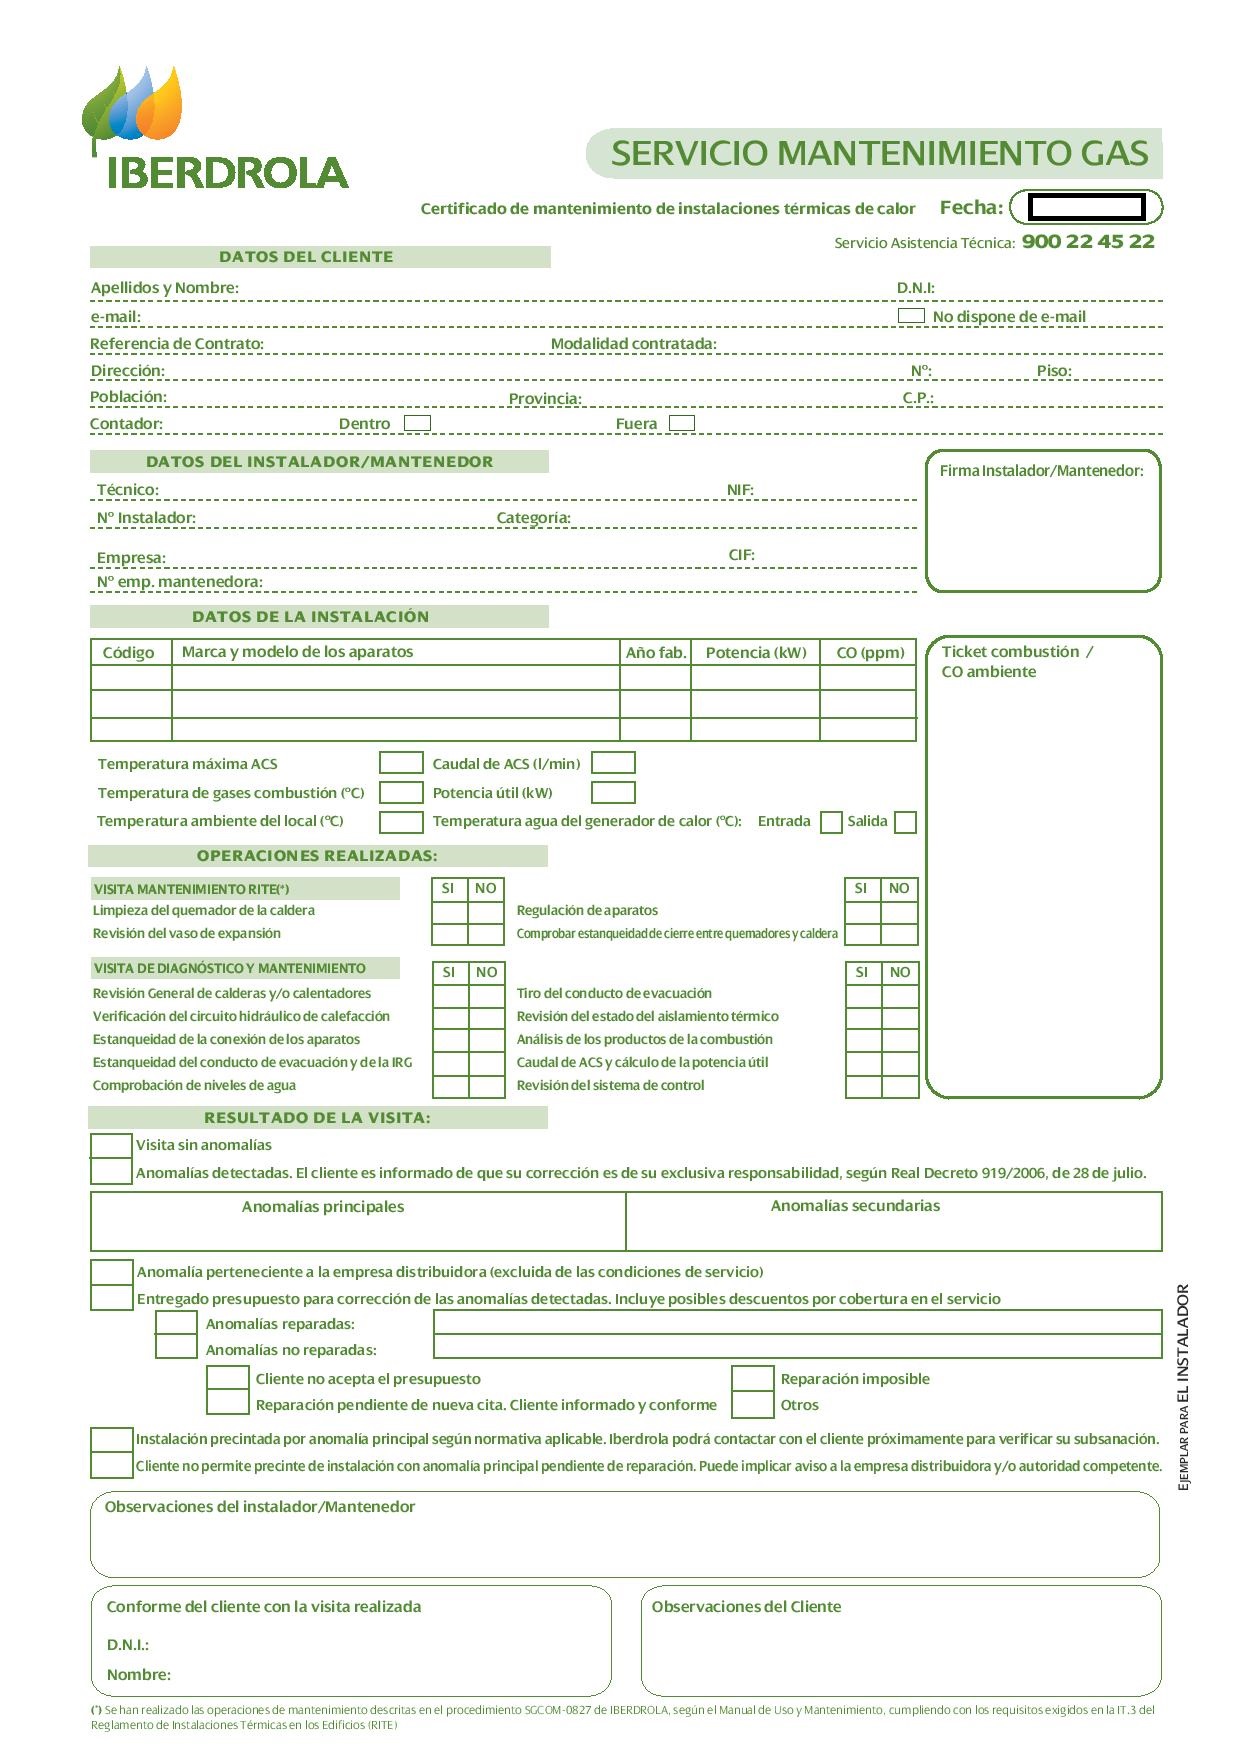 IBERDROLA
SERVICIO MANTENIMIENTO GAS
Certificado de mantenimiento de instalaciones térmicas de calor Fecha:
Servicio Asistencia Técnica: 900 22 45 22
DATOS DEL CLIENTE
Apellidos y Nombre: D.N.I:
e-mail: No dispone de e-mail
Referencia de Contrato: Modalidad contratada:
Dirección: Nº: Piso:
Población: Provincia: C.P.:
Contador: Dentro Fuera
DATOS DEL INSTALADOR/MANTENEDOR
Firma Instalador/Mantenedor:
Técnico: NIF:
Nº Instalador: Categoría:
Empresa: CIF:
Nº emp. mantenedora:
DATOS DE LA INSTALACIÓN
Código Marca y modelo de los aparatos Año fab. Potencia (kW) CO (ppm)
Ticket combustión /
CO ambiente
Temperatura máxima ACS Caudal de ACS (l/min)
Temperatura de gases combustión (ºC) Potencia útil (kW)
Temperatura ambiente del local (ºC) Temperatura agua del generador de calor (ºC): Entrada Salida
OPERACIONES REALIZADAS:
VISITA MANTENIMIENTO RITE(*) SI NO SI NO
Limpieza del quemador de la caldera Regulación de aparatos
Revisión del vaso de expansión Comprobar estanqueidad de cierre entre quemadores y caldera
VISITA DE DIAGNÓSTICO Y MANTENIMIENTO SI NO SI NO
Revisión General de calderas y/o calentadores Tiro del conducto de evacuación
Verificación del circuito hidráulico de calefacción Revisión del estado del aislamiento térmico
Estanqueidad de la conexión de los aparatos Análisis de los productos de la combustión
Estanqueidad del conducto de evacuación y de la IRG Caudal de ACS y cálculo de la potencia útil
Comprobación de niveles de agua Revisión del sistema de control
RESULTADO DE LA VISITA:
Visita sin anomalías
Anomalías detectadas. El cliente es informado de que su corrección es de su exclusiva responsabilidad, según Real Decreto 919/2006, de 28 de julio.
Anomalías principales Anomalías secundarias
Anomalía perteneciente a la empresa distribuidora (excluida de las condiciones de servicio)
Entregado presupuesto para corrección de las anomalías detectadas. Incluye posibles descuentos por cobertura en el servicio
Anomalías reparadas:
Anomalías no reparadas:
Cliente no acepta el presupuesto Reparación imposible
Reparación pendiente de nueva cita. Cliente informado y conforme Otros
Instalación precintada por anomalía principal según normativa aplicable. Iberdrola podrá contactar con el cliente próximamente para verificar su subsanación.
Cliente no permite precinte de instalación con anomalía principal pendiente de reparación. Puede implicar aviso a la empresa distribuidora y/o autoridad competente.
EJEMPLAR PARA EL INSTALADOR
Observaciones del instalador/Mantenedor
Conforme del cliente con la visita realizada Observaciones del Cliente
D.N.I.:
Nombre:
(*) Se han realizado las operaciones de mantenimiento descritas en el procedimiento SGCOM-0827 de IBERDROLA, según el Manual de Uso y Mantenimiento, cumpliendo con los requisitos exigidos en la IT.3 del
Reglamento de Instalaciones Térmicas en los Edificios (RITE)